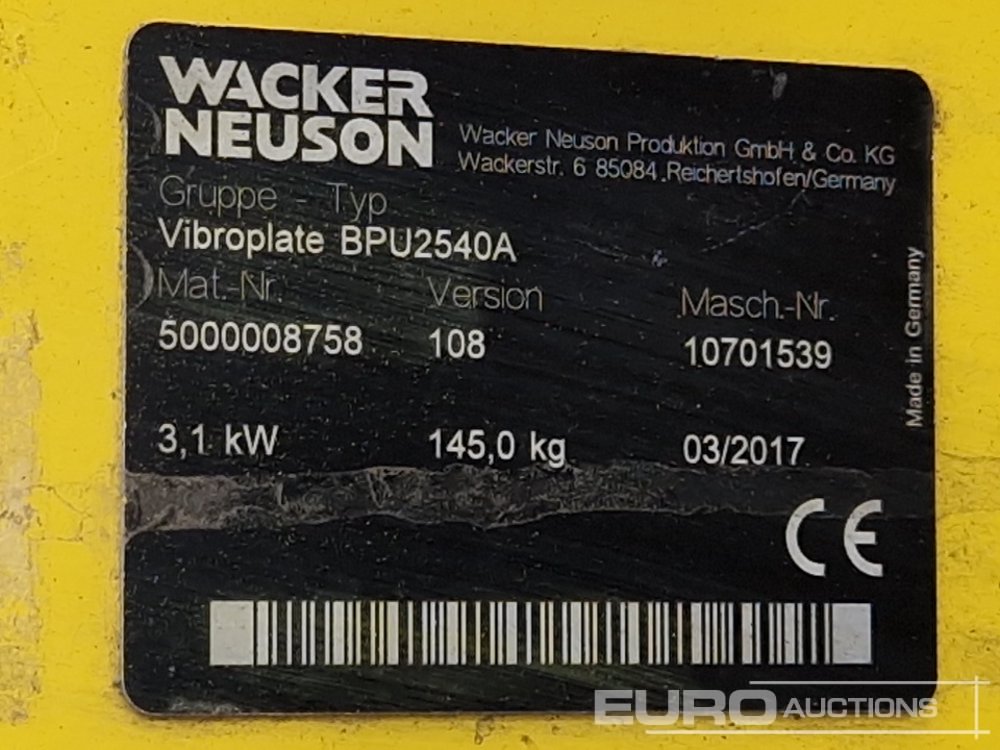 WACKER
NEUSON
Wacker Neuson Produktion GmbH & Co. KG
Wackerstr. 6 85084 Reichertshofen/Germany
Gruppe - Typ
Vibroplate BPU2540A
Mat.-Nr. Version Masch.-Nr.
5000008758 108 10701539
3,1 kW 145,0 kg 03/2017
Made in Germany
CE
EURO AUCTIONS